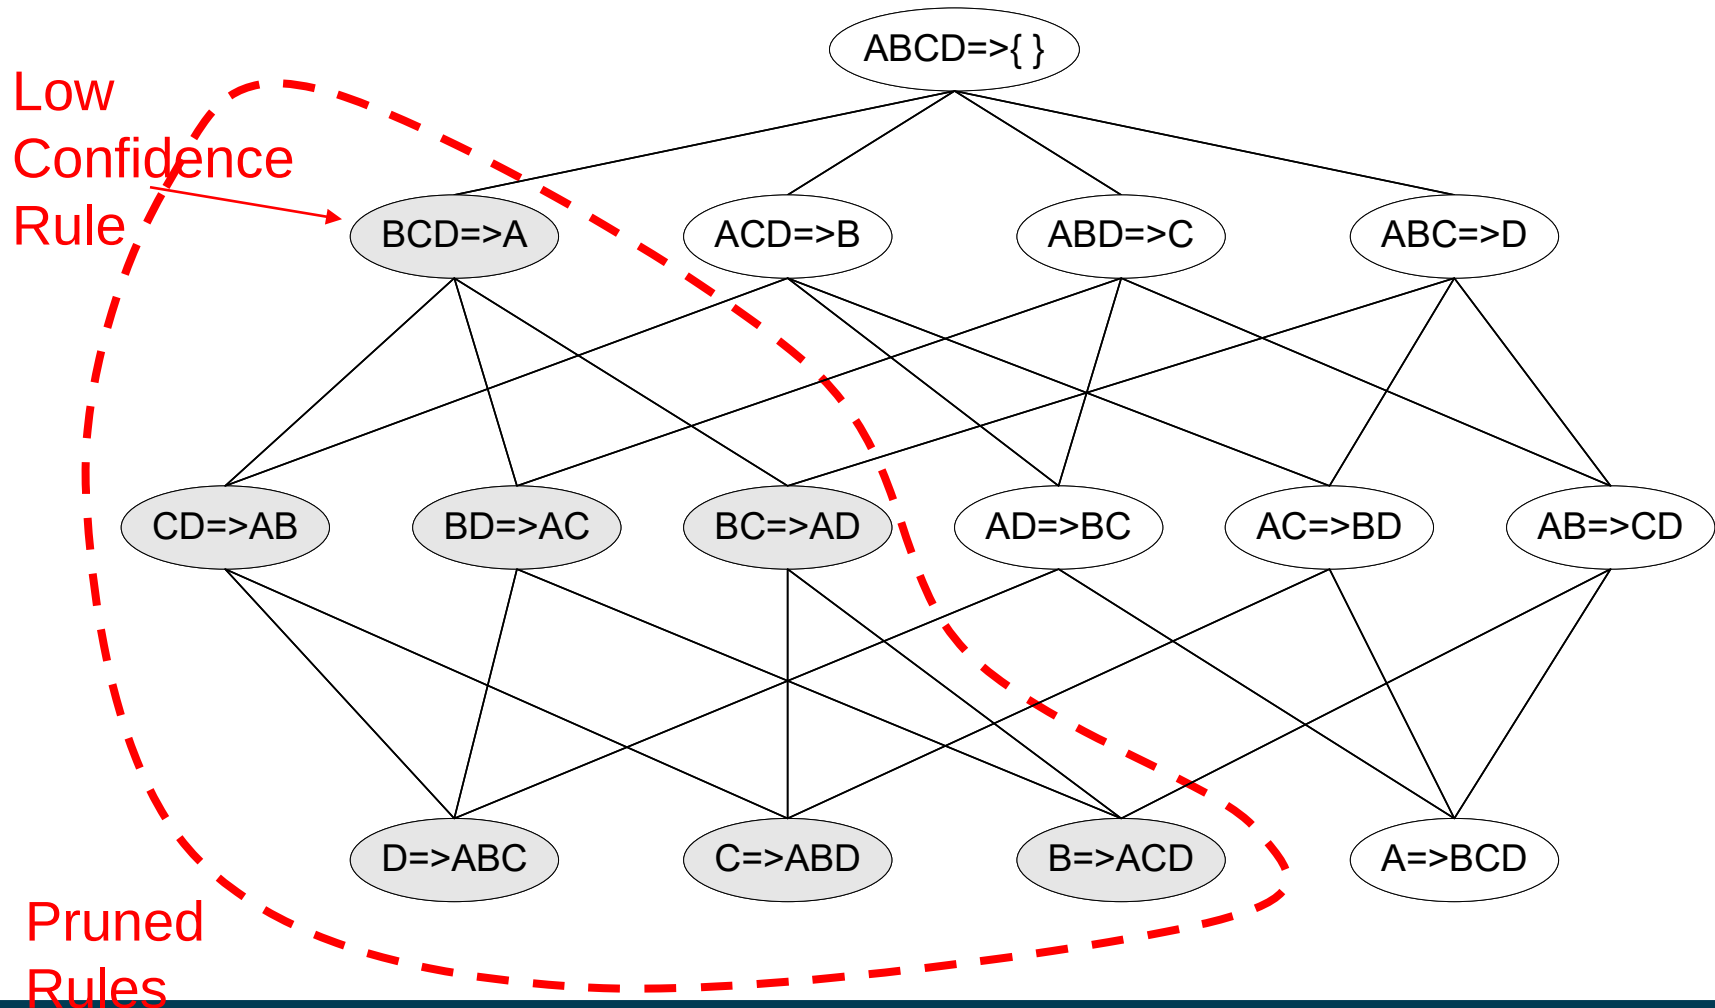 ABCD=>{ }
Low
Confidence
Rule
BCD=>A
ACD=>B
ABD=>C
ABC=>D
CD=>AB
BD=>AC
BC=>AD
AD=>BC
AC=>BD
AB=>CD
D=>ABC
C=>ABD
B=>ACD
A=>BCD
Pruned
Rules